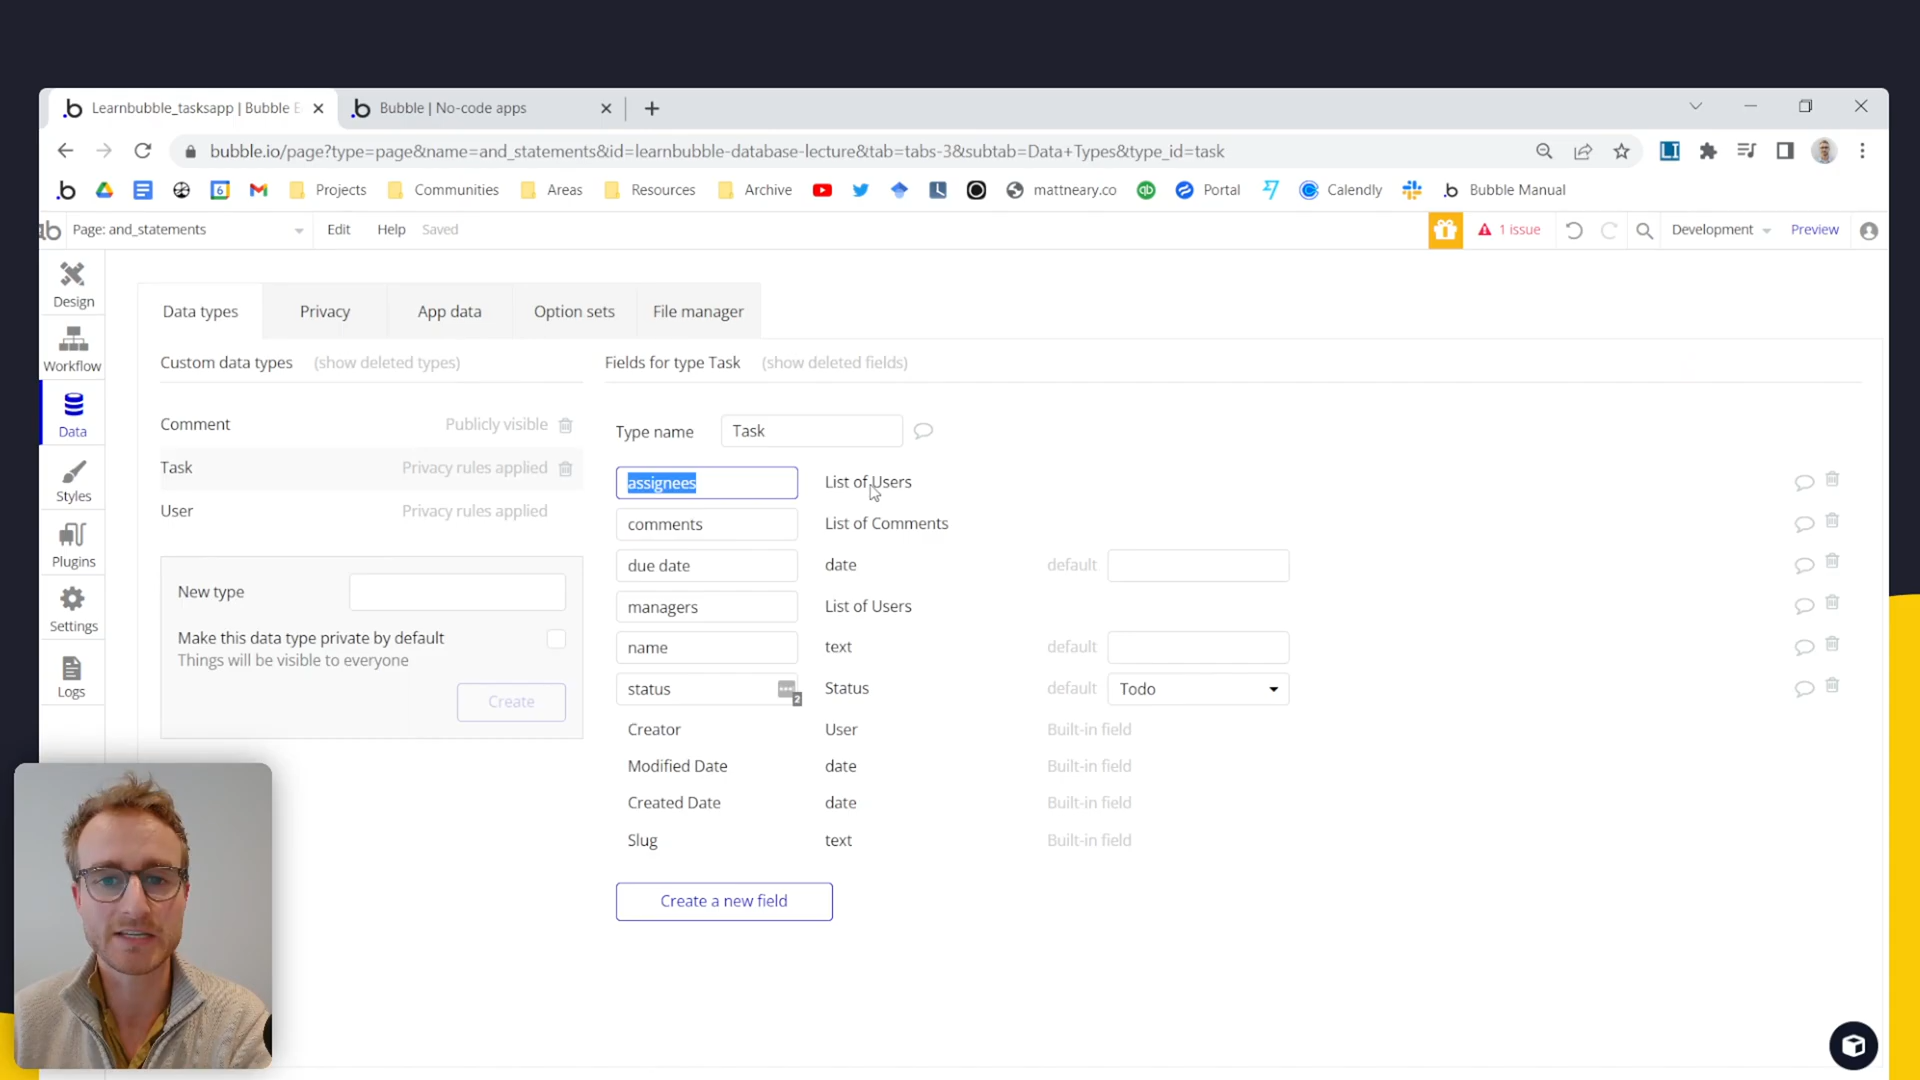 Learnbubble_tasksapp | Bubble E
Bubble | No-code apps
bubble.io/page?type=page&name=and_statements&id=learnbubble-database-lecture&tab=tabs-3&subtab=Data+Types&type_id=task
Projects
Communities
Areas
Resources
Archive
mattneary.co
Portal
Calendly
Bubble Manual
Page: and_statements
Edit
Help
Saved
1 issue
Development
Preview
Design
Workflow
Data
Styles
Plugins
Settings
Logs
Data types
Privacy
App data
Option sets
File manager
Custom data types (show deleted types)
Comment Publicly visible
Task Privacy rules applied
User Privacy rules applied
New type
Make this data type private by default
Things will be visible to everyone
Create
Fields for type Task (show deleted fields)
Type name Task
assignees List of Users
comments List of Comments
due date date default
managers List of Users
name text default
status 2 Status default Todo
Creator User Built-in field
Modified Date date Built-in field
Created Date date Built-in field
Slug text Built-in field
Create a new field